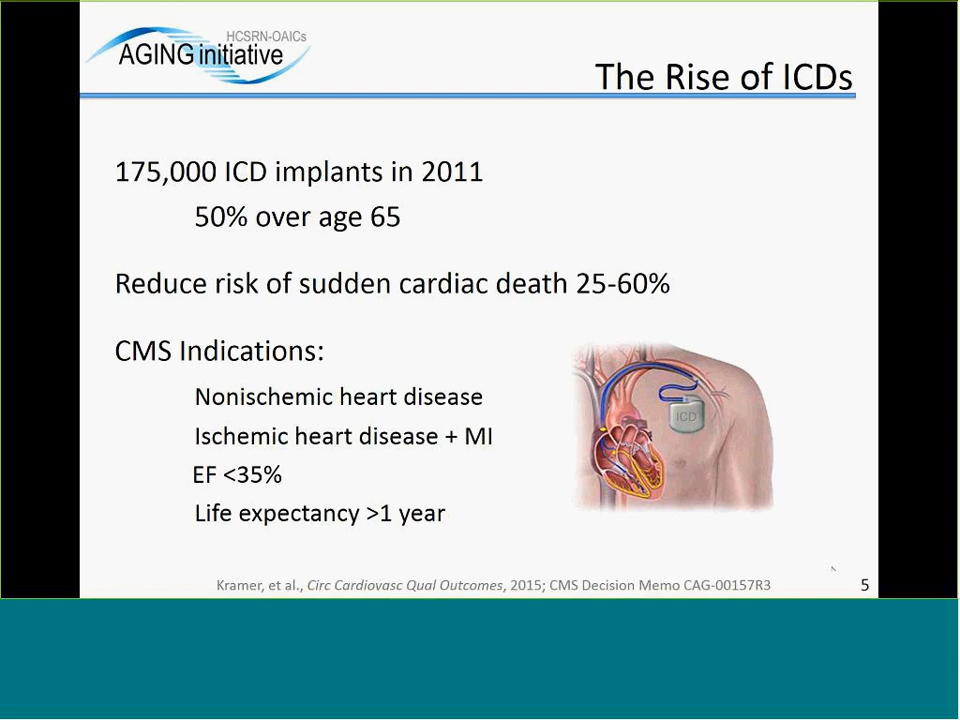 HCSRN-OAICs
AGING initiative
The Rise of ICDs
175,000 ICD implants in 2011
50% over age 65
Reduce risk of sudden cardiac death 25-60%
CMS Indications:
Nonischemic heart disease
Ischemic heart disease + MI
EF <35%
Life expectancy >1 year
ICD
Kramer, et al., Circ Cardiovasc Qual Outcomes, 2015; CMS Decision Memo CAG-00157R3
5